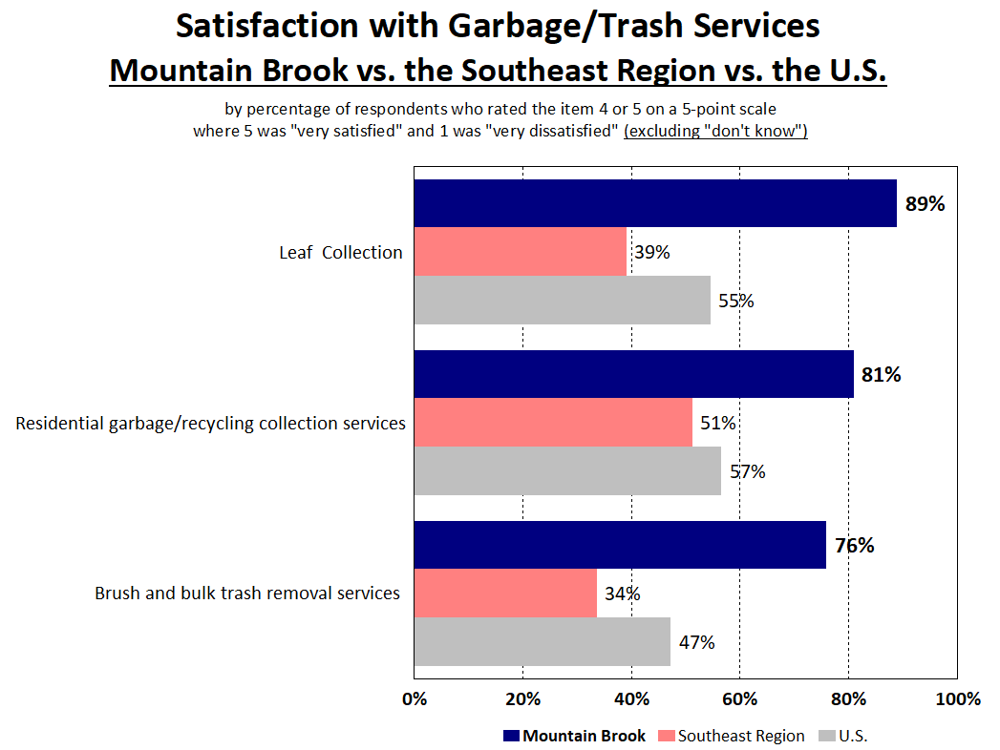 Satisfaction with Garbage/Trash Services
Mountain Brook vs. the Southeast Region vs. the U.S.
by percentage of respondents who rated the item 4 or 5 on a 5-point scale
where 5 was "very satisfied" and 1 was "very dissatisfied" (excluding "don't know")
89%
Leaf Collection
39%
55%
81%
Residential garbage/recycling collection services
51%
57%
76%
Brush and bulk trash removal services
34%
47%
0% 20% 40% 60% 80% 100%
Mountain Brook Southeast Region U.S.